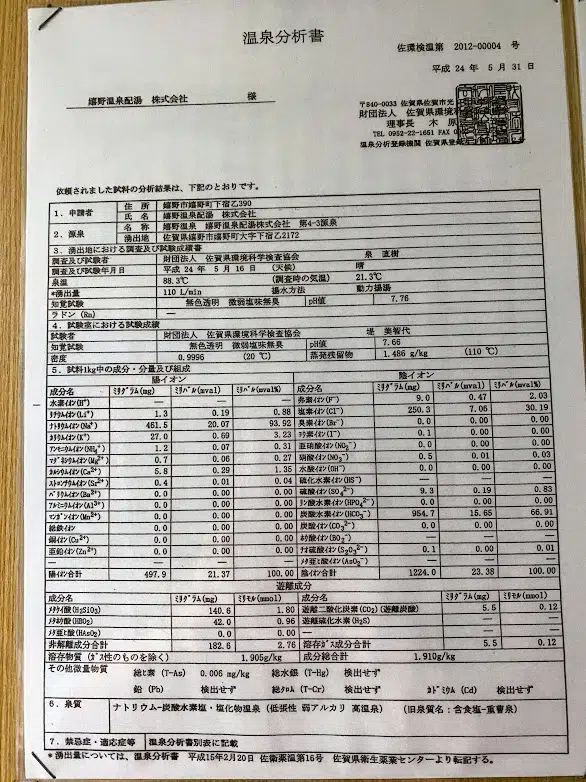 温泉分析書
佐環検温第 2012-00004 号
平成 24 年 5 月 31 日
嬉野温泉配湯 株式会社 様
〒840-0033 佐賀県佐賀市光
財団法人 佐賀県環境科
理事長 木 原
TEL 0952-22-1651 FAX 0
温泉分析登録機関 佐賀県登録
依頼されました試料の分析結果は、下記のとおりです。
1. 申請者 住 所 嬉野市嬉野町下宿乙390
氏 名 嬉野温泉配湯 株式会社
2. 源泉 名 称 嬉野温泉 嬉野温泉配湯株式会社 第4-3源泉
湧出地 佐賀県嬉野市嬉野町大字下宿乙2172
3. 湧出地における調査及び試験成績書
調査及び試験者 財団法人 佐賀県環境科学検査協会 泉 直樹
調査及び試験年月日 平成 24 年 5 月 16 日 (天候) 晴
泉温 88.3℃ (調査時の気温) 21.3℃
*湧出量 110 L/min 揚水方法 動力揚湯
知覚試験 無色透明 微弱塩味無臭 pH値 7.76
ラドン (Rn) —
4. 試験室における試験成績
試験者 財団法人 佐賀県環境科学検査協会 堤 美智代
知覚試験 無色透明 微弱塩味無臭 pH値 7.66
密度 0.9996 (20 ℃) 蒸発残留物 1.486 g/kg (110 ℃)
5. 試料1kg中の成分・分量及び組成
陽イオン 陰イオン
成分名 ミリグラム(mg) ミリバル(mval) ミリバル(mval%) 成分名 ミリグラム(mg) ミリバル(mval) ミリバル(mval%)
水素イオン(H⁺) — — — 弗素イオン(F⁻) 9.0 0.47 2.03
リチウムイオン(Li⁺) 1.3 0.19 0.88 塩素イオン(Cl⁻) 250.3 7.06 30.19
ナトリウムイオン(Na⁺) 461.5 20.07 93.92 臭素イオン(Br⁻) 0.0 0.00 0.00
カリウムイオン(K⁺) 27.0 0.69 3.23 ヨウ素イオン(I⁻) 0.1 0.00 0.00
アンモニウムイオン(NH₄⁺) 1.2 0.07 0.31 亜硝酸イオン(NO₂⁻) 0.0 0.00 0.00
マグネシウムイオン(Mg²⁺) 0.7 0.06 0.27 硝酸イオン(NO₃⁻) 0.5 0.01 0.03
カルシウムイオン(Ca²⁺) 5.8 0.29 1.35 水酸イオン(OH⁻) 0.0 0.00 0.00
ストロンチウムイオン(Sr²⁺) 0.4 0.01 0.04 硫化水素イオン(HS⁻) — — —
バリウムイオン(Ba²⁺) 0.0 0.00 0.00 硫酸イオン(SO₄²⁻) 9.3 0.19 0.83
アルミニウムイオン(Al³⁺) 0.0 0.00 0.00 リン酸水素イオン(HPO₄²⁻) 0.0 0.00 0.00
マンガンイオン(Mn²⁺) 0.0 0.00 0.00 炭酸水素イオン(HCO₃⁻) 954.7 15.65 66.91
総鉄イオン 0.0 0.00 0.00 炭酸イオン(CO₃²⁻) 0.0 0.00 0.00
銅イオン(Cu²⁺) 0.0 0.00 0.00 ホウ酸イオン(BO₂⁻) — — —
亜鉛イオン(Zn²⁺) 0.0 0.00 0.00 チオ硫酸イオン(S₂O₃²⁻) 0.1 0.00 0.01
— — — — メタ亜ヒ酸イオン(AsO₂⁻) — — —
陽イオン合計 497.9 21.37 100.00 陰イオン合計 1224.0 23.38 100.00
遊離成分
成分名 ミリグラム(mg) ミリモル(mmol) 成分名 ミリグラム(mg) ミリモル(mmol)
メタケイ酸(H₂SiO₃) 140.6 1.80 遊離二酸化炭素(CO₂)(遊離炭酸) 5.5 0.12
メタホウ酸(HBO₂) 42.0 0.96 遊離硫化水素(H₂S) — —
メタ亜ヒ酸(HAsO₂) 0.0 0.00 — — —
非解離成分合計 182.6 2.76 溶存ガス成分合計 5.5 0.12
溶存物質 (ガス性のものを除く) 1.905g/kg 成分総合計 1.910g/kg
その他微量物質 総ヒ素 (T-As) 0.006 mg/kg 総水銀 (T-Hg) 検出せず
鉛 (Pb) 検出せず 総クロム (T-Cr) 検出せず カドミウム (Cd) 検出せず
6. 泉質 ナトリウム-炭酸水素塩・塩化物温泉 (低張性 弱アルカリ 高温泉) (旧泉質名:含食塩-重曹泉)
7. 禁忌症・適応症等 温泉分析書別表に記載
*湧出量については、温泉分析書 平成15年2月20日 佐衛薬温第16号 佐賀県衛生薬業センターより転記する。